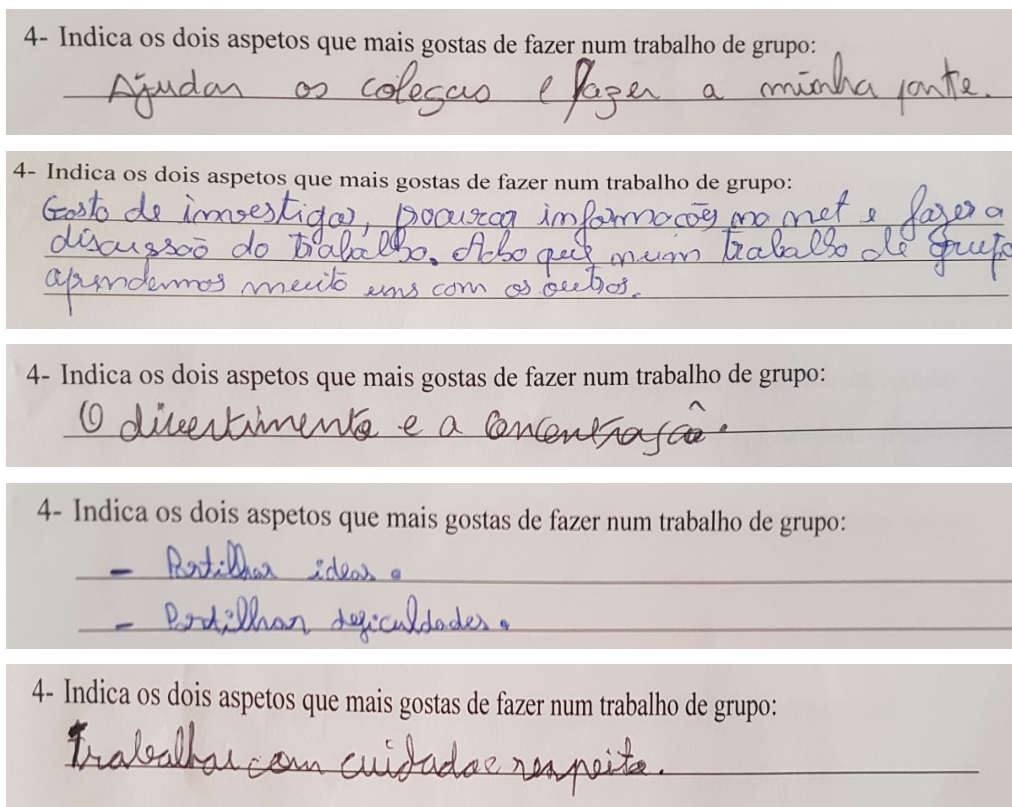 4- Indica os dois aspetos que mais gostas de fazer num trabalho de grupo:
Ajudar os colegas e fazer a minha parte.
4- Indica os dois aspetos que mais gostas de fazer num trabalho de grupo:
Gosto de investigar, procurar informacões na net e fazer a
discussão do trabalho. Acho que num trabalho de grupo
aprendemos muito uns com os outros.
4- Indica os dois aspetos que mais gostas de fazer num trabalho de grupo:
O divertimento e a concentração.
4- Indica os dois aspetos que mais gostas de fazer num trabalho de grupo:
- Partilhar ideas.
- Partilhar deficuldades.
4- Indica os dois aspetos que mais gostas de fazer num trabalho de grupo:
Trabalhar com cuidado e respeito.